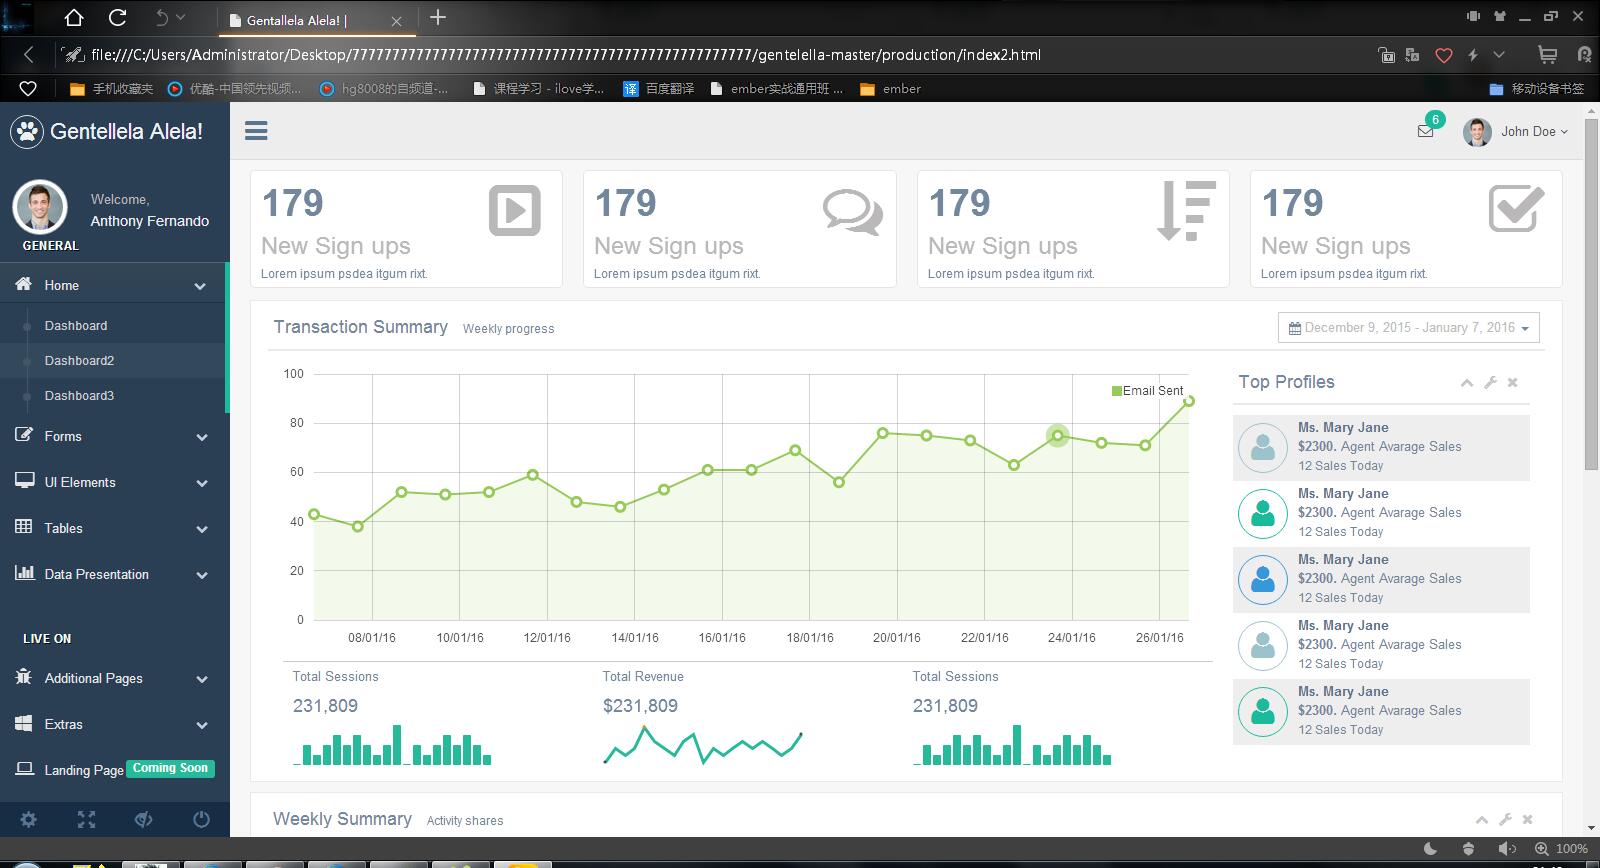 Gentallela Alela! |
file:///C:/Users/Administrator/Desktop/77777777777777777777777777777777777777777777777/gentelella-master/production/index2.html
手机收藏夹
优酷-中国领先视频...
hg8008的自频道-...
课程学习 - ilove学...
译 百度翻译
ember实战通用班 ...
ember
移动设备书签
Gentellela Alela!
6
John Doe
Welcome,
Anthony Fernando
GENERAL
Home
Dashboard
Dashboard2
Dashboard3
Forms
UI Elements
Tables
Data Presentation
LIVE ON
Additional Pages
Extras
Landing Page Coming Soon
179
New Sign ups
Lorem ipsum psdea itgum rixt.
179
New Sign ups
Lorem ipsum psdea itgum rixt.
179
New Sign ups
Lorem ipsum psdea itgum rixt.
179
New Sign ups
Lorem ipsum psdea itgum rixt.
Transaction Summary Weekly progress
December 9, 2015 - January 7, 2016
100
80
60
40
20
0
Email Sent
08/01/16 10/01/16 12/01/16 14/01/16 16/01/16 18/01/16 20/01/16 22/01/16 24/01/16 26/01/16
Total Sessions
231,809
Total Revenue
$231,809
Total Sessions
231,809
Top Profiles
Ms. Mary Jane
$2300. Agent Avarage Sales
12 Sales Today
Ms. Mary Jane
$2300. Agent Avarage Sales
12 Sales Today
Ms. Mary Jane
$2300. Agent Avarage Sales
12 Sales Today
Ms. Mary Jane
$2300. Agent Avarage Sales
12 Sales Today
Ms. Mary Jane
$2300. Agent Avarage Sales
12 Sales Today
Weekly Summary Activity shares
100%